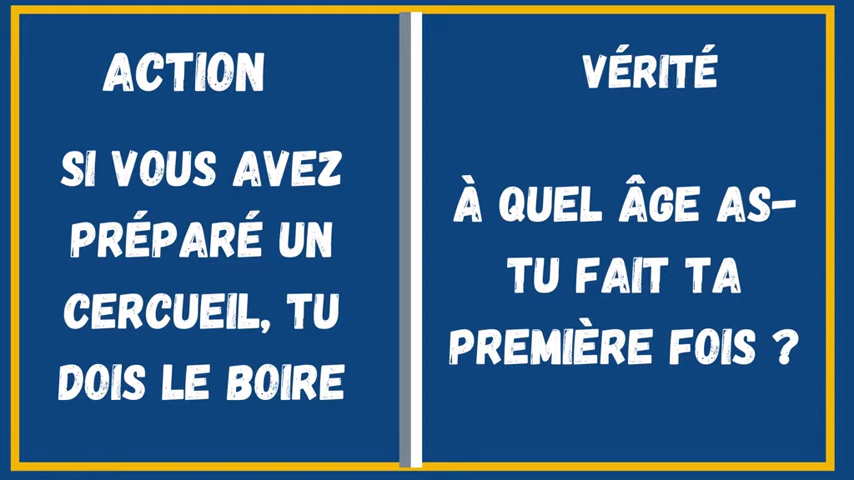 ACTION
SI VOUS AVEZ
PRÉPARÉ UN
CERCUEIL, TU
DOIS LE BOIRE
VÉRITÉ
À QUEL ÂGE AS-
TU FAIT TA
PREMIÈRE FOIS ?